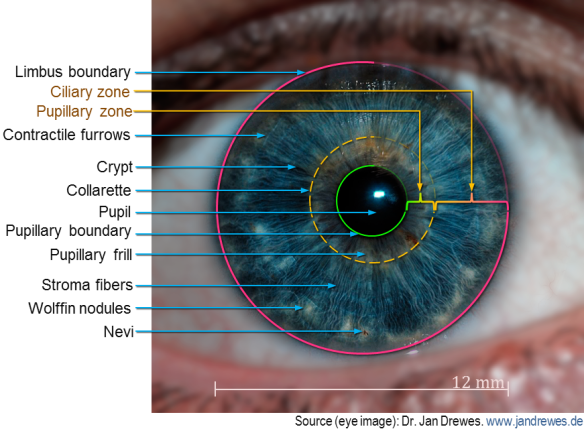 Limbus boundary
Ciliary zone
Pupillary zone
Contractile furrows
Crypt
Collarette
Pupil
Pupillary boundary
Pupillary frill
Stroma fibers
Wolffin nodules
Nevi
12 mm
Source (eye image): Dr. Jan Drewes. www.jandrewes.de